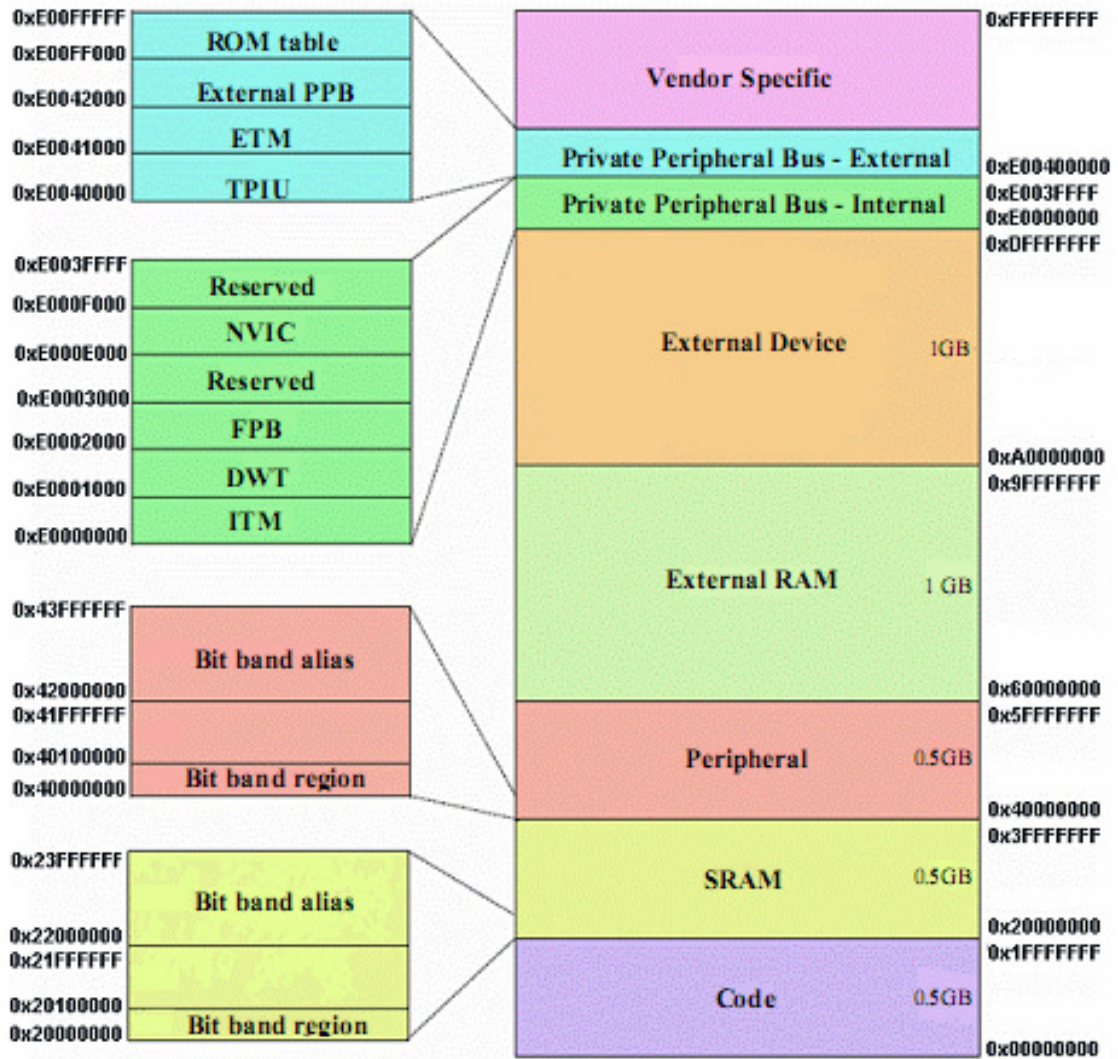 0xE00FFFFF
ROM table
0xE00FF000
External PPB
0xE0042000
ETM
0xE0041000
TPIU
0xE0040000
0xE003FFFF
Reserved
0xE000F000
NVIC
0xE000E000
Reserved
0xE0003000
FPB
0xE0002000
DWT
0xE0001000
ITM
0xE0000000
0x43FFFFFF
Bit band alias
0x42000000
0x41FFFFFF
0x40100000
Bit band region
0x40000000
0x23FFFFFF
Bit band alias
0x22000000
0x21FFFFFF
0x20100000
Bit band region
0x20000000
0xFFFFFFFF
Vendor Specific
Private Peripheral Bus - External
0xE00400000
0xE003FFFF
Private Peripheral Bus - Internal
0xE0000000
0xDFFFFFFF
External Device 1GB
0xA0000000
0x9FFFFFFF
External RAM 1 GB
0x60000000
0x5FFFFFFF
Peripheral 0.5GB
0x40000000
0x3FFFFFFF
SRAM 0.5GB
0x20000000
0x1FFFFFFF
Code 0.5GB
0x00000000